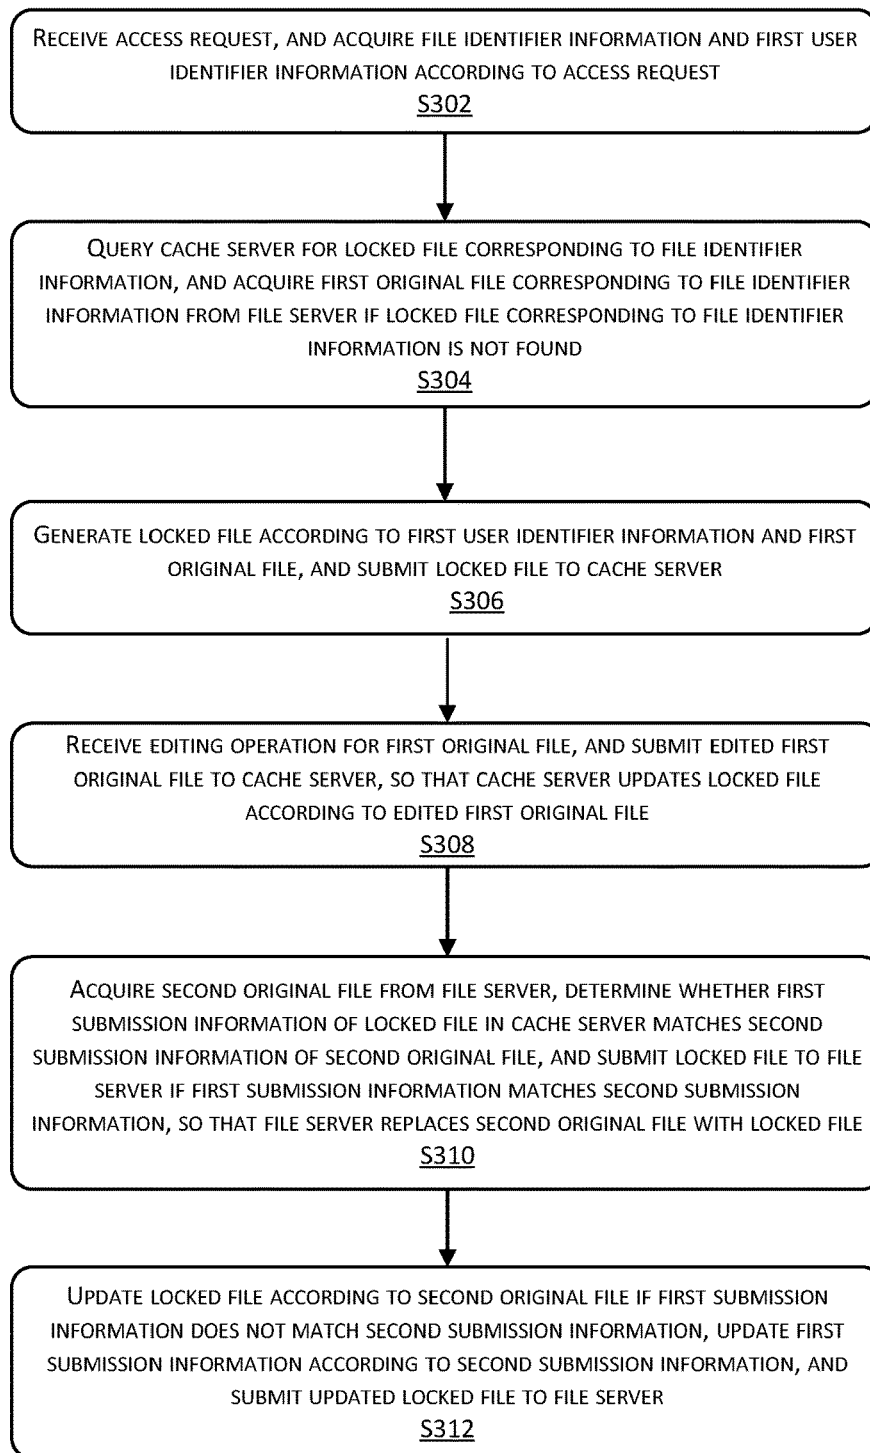 RECEIVE ACCESS REQUEST, AND ACQUIRE FILE IDENTIFIER INFORMATION AND FIRST USER
IDENTIFIER INFORMATION ACCORDING TO ACCESS REQUEST
S302
QUERY CACHE SERVER FOR LOCKED FILE CORRESPONDING TO FILE IDENTIFIER
INFORMATION, AND ACQUIRE FIRST ORIGINAL FILE CORRESPONDING TO FILE IDENTIFIER
INFORMATION FROM FILE SERVER IF LOCKED FILE CORRESPONDING TO FILE IDENTIFIER
INFORMATION IS NOT FOUND
S304
GENERATE LOCKED FILE ACCORDING TO FIRST USER IDENTIFIER INFORMATION AND FIRST
ORIGINAL FILE, AND SUBMIT LOCKED FILE TO CACHE SERVER
S306
RECEIVE EDITING OPERATION FOR FIRST ORIGINAL FILE, AND SUBMIT EDITED FIRST
ORIGINAL FILE TO CACHE SERVER, SO THAT CACHE SERVER UPDATES LOCKED FILE
ACCORDING TO EDITED FIRST ORIGINAL FILE
S308
ACQUIRE SECOND ORIGINAL FILE FROM FILE SERVER, DETERMINE WHETHER FIRST
SUBMISSION INFORMATION OF LOCKED FILE IN CACHE SERVER MATCHES SECOND
SUBMISSION INFORMATION OF SECOND ORIGINAL FILE, AND SUBMIT LOCKED FILE TO FILE
SERVER IF FIRST SUBMISSION INFORMATION MATCHES SECOND SUBMISSION
INFORMATION, SO THAT FILE SERVER REPLACES SECOND ORIGINAL FILE WITH LOCKED FILE
S310
UPDATE LOCKED FILE ACCORDING TO SECOND ORIGINAL FILE IF FIRST SUBMISSION
INFORMATION DOES NOT MATCH SECOND SUBMISSION INFORMATION, UPDATE FIRST
SUBMISSION INFORMATION ACCORDING TO SECOND SUBMISSION INFORMATION, AND
SUBMIT UPDATED LOCKED FILE TO FILE SERVER
S312